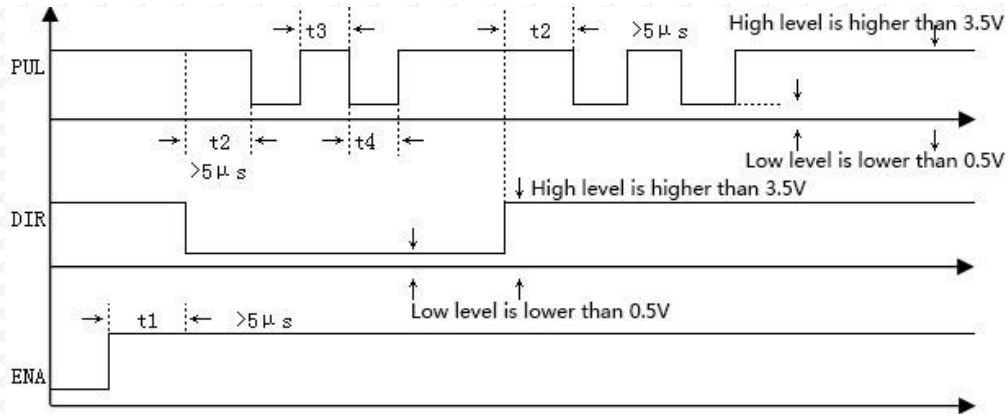 High level is higher than 3.5V
t3
t2
>5μs
PUL
t2
t4
>5μs
Low level is lower than 0.5V
High level is higher than 3.5V
DIR
Low level is lower than 0.5V
t1
>5μs
ENA